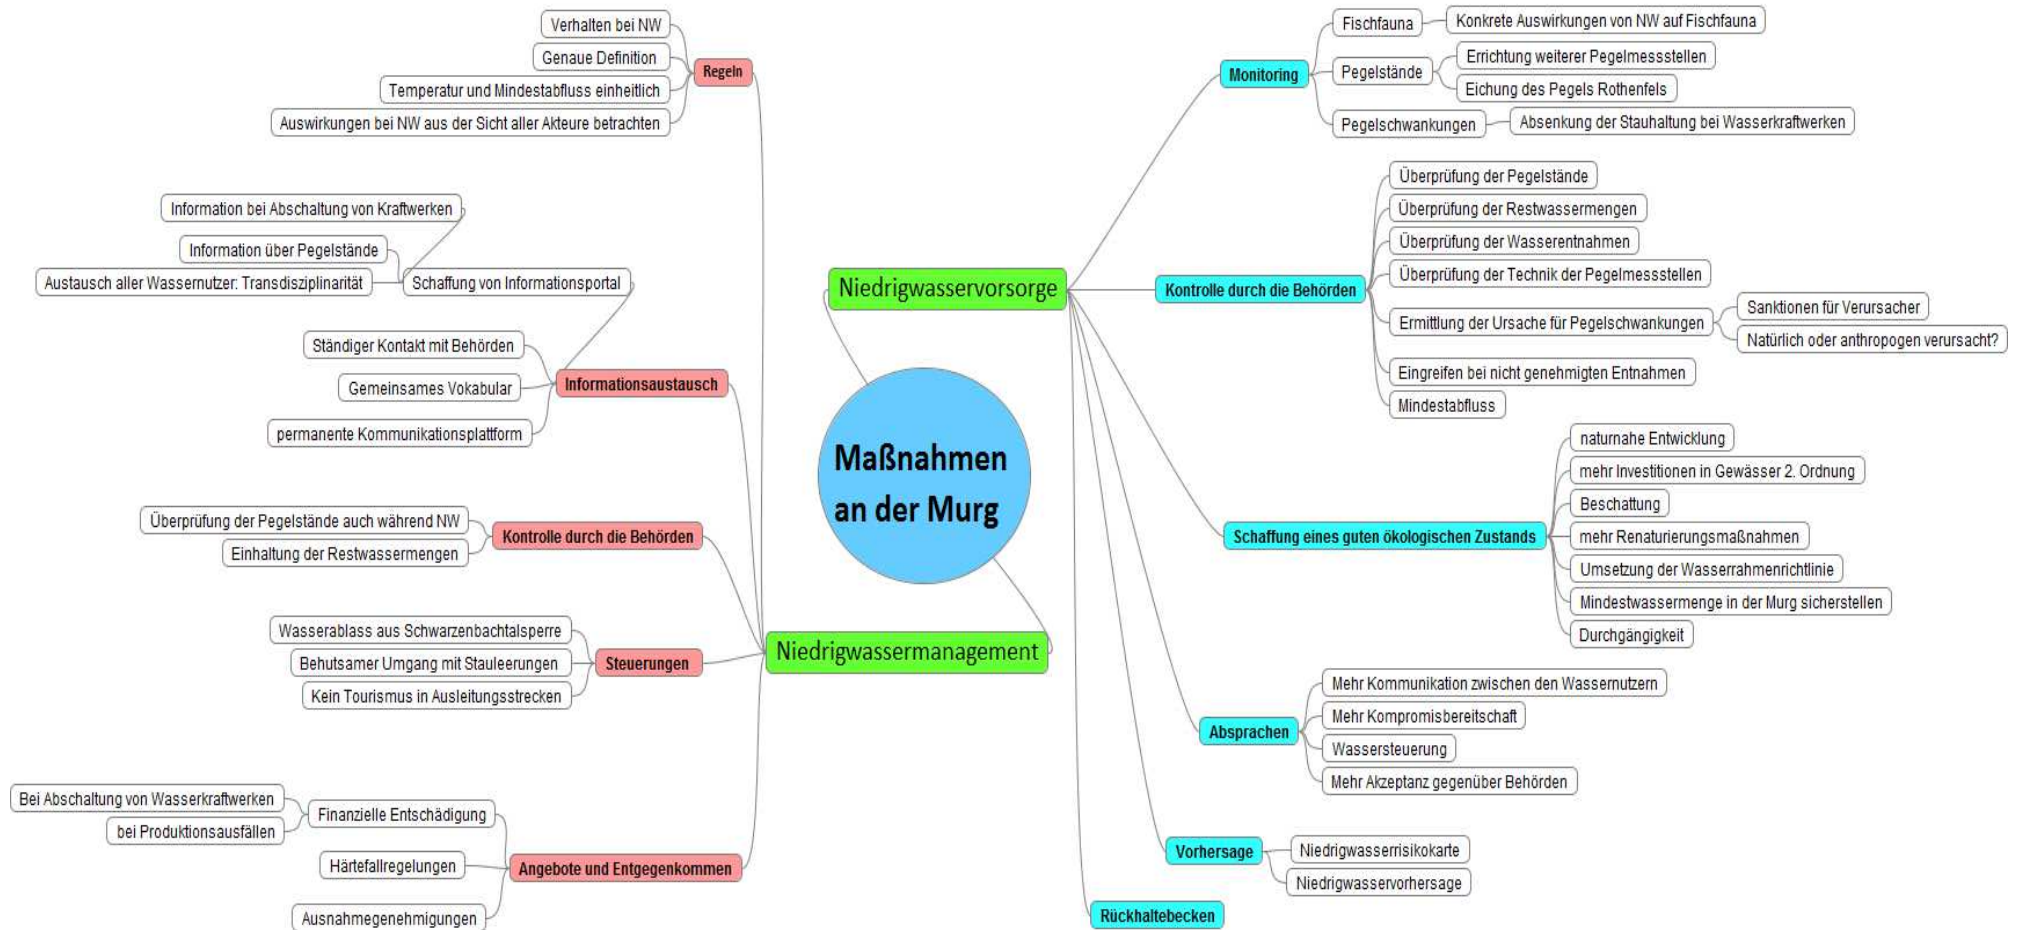 Maßnahmen
an der Murg
Niedrigwasservorsorge
Monitoring
Fischfauna
Konkrete Auswirkungen von NW auf Fischfauna
Pegelstände
Errichtung weiterer Pegelmessstellen
Eichung des Pegels Rothenfels
Pegelschwankungen
Absenkung der Stauhaltung bei Wasserkraftwerken
Kontrolle durch die Behörden
Überprüfung der Pegelstände
Überprüfung der Restwassermengen
Überprüfung der Wasserentnahmen
Überprüfung der Technik der Pegelmessstellen
Ermittlung der Ursache für Pegelschwankungen
Sanktionen für Verursacher
Natürlich oder anthropogen verursacht?
Eingreifen bei nicht genehmigten Entnahmen
Mindestabfluss
Schaffung eines guten ökologischen Zustands
naturnahe Entwicklung
mehr Investitionen in Gewässer 2. Ordnung
Beschattung
mehr Renaturierungsmaßnahmen
Umsetzung der Wasserrahmenrichtlinie
Mindestwassermenge in der Murg sicherstellen
Durchgängigkeit
Absprachen
Mehr Kommunikation zwischen den Wassernutzern
Mehr Kompromisbereitschaft
Wassersteuerung
Mehr Akzeptanz gegenüber Behörden
Vorhersage
Niedrigwasserrisikokarte
Niedrigwasservorhersage
Rückhaltebecken
Niedrigwassermanagement
Regeln
Verhalten bei NW
Genaue Definition
Temperatur und Mindestabfluss einheitlich
Auswirkungen bei NW aus der Sicht aller Akteure betrachten
Informationsaustausch
Schaffung von Informationsportal
Information bei Abschaltung von Kraftwerken
Information über Pegelstände
Austausch aller Wassernutzer: Transdisziplinarität
Ständiger Kontakt mit Behörden
Gemeinsames Vokabular
permanente Kommunikationsplattform
Kontrolle durch die Behörden
Überprüfung der Pegelstände auch während NW
Einhaltung der Restwassermengen
Steuerungen
Wasserablass aus Schwarzenbachtalsperre
Behutsamer Umgang mit Stauleerungen
Kein Tourismus in Ausleitungsstrecken
Angebote und Entgegenkommen
Finanzielle Entschädigung
Bei Abschaltung von Wasserkraftwerken
bei Produktionsausfällen
Härtefallregelungen
Ausnahmegenehmigungen